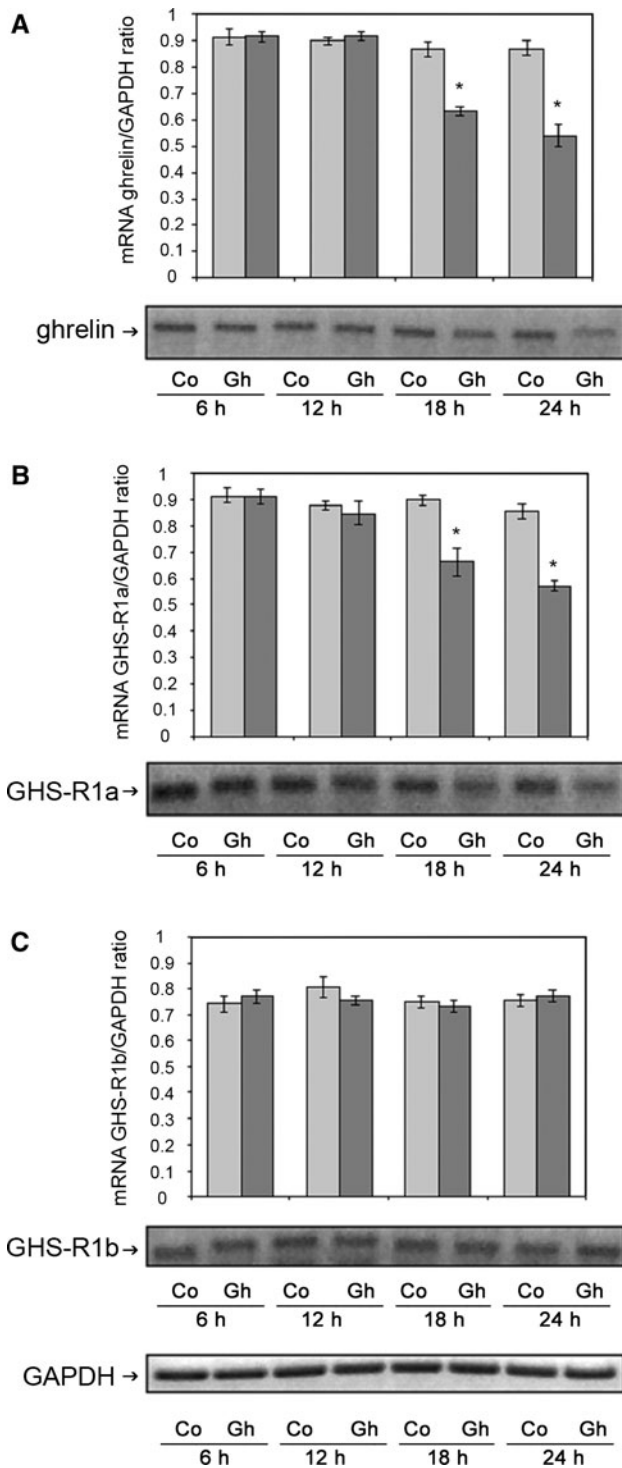 A
mRNA ghrelin/GAPDH ratio
1
0.9
0.8
0.7
0.6
0.5
0.4
0.3
0.2
0.1
0
*
*
ghrelin →
Co Gh Co Gh Co Gh Co Gh
6 h 12 h 18 h 24 h
B
mRNA GHS-R1a/GAPDH ratio
1
0.9
0.8
0.7
0.6
0.5
0.4
0.3
0.2
0.1
0
*
*
GHS-R1a→
Co Gh Co Gh Co Gh Co Gh
6 h 12 h 18 h 24 h
C
mRNA GHS-R1b/GAPDH ratio
1
0.9
0.8
0.7
0.6
0.5
0.4
0.3
0.2
0.1
0
GHS-R1b→
Co Gh Co Gh Co Gh Co Gh
6 h 12 h 18 h 24 h
GAPDH →
Co Gh Co Gh Co Gh Co Gh
6 h 12 h 18 h 24 h